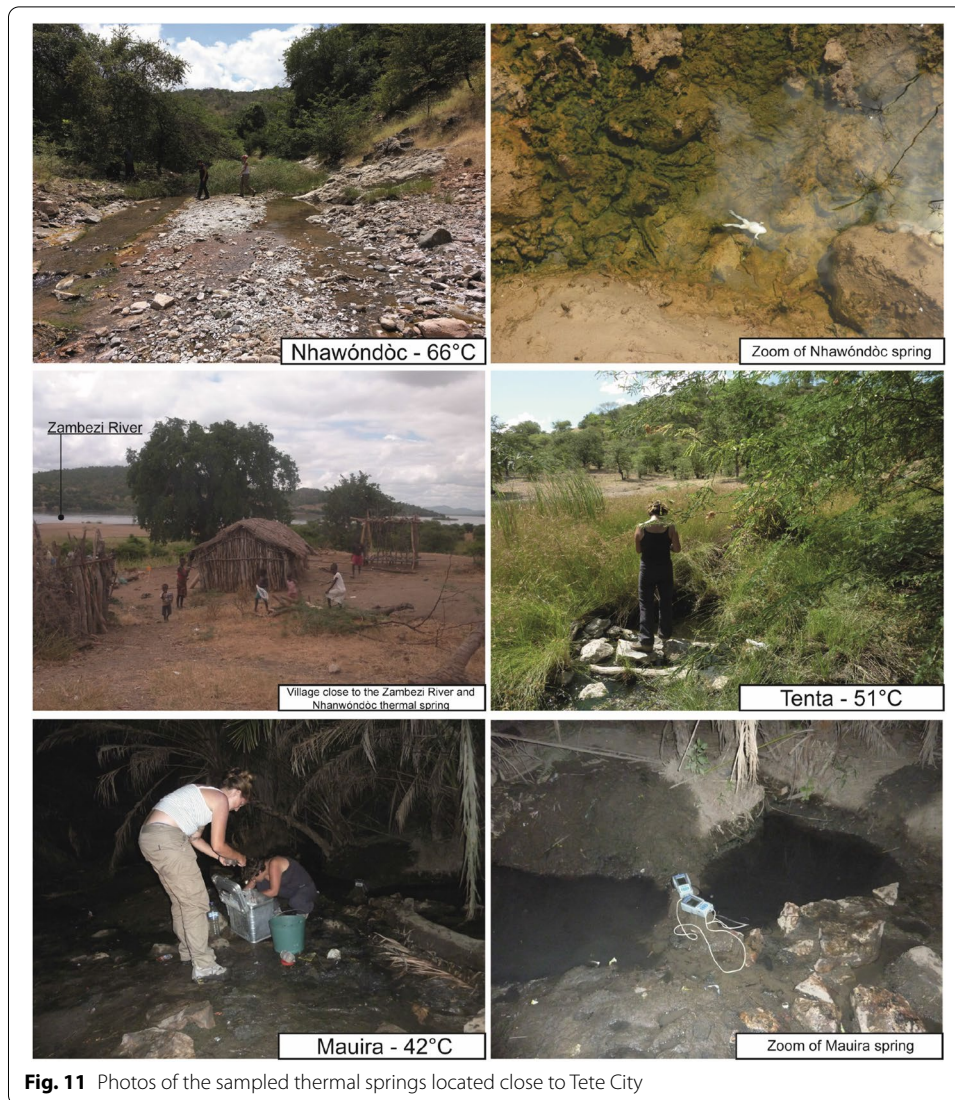 Nhawóndòc - 66°C
Zoom of Nhawóndòc spring
Zambezi River
Village close to the Zambezi River and
Nhanwóndòc thermal spring
Tenta - 51°C
Mauira - 42°C
Zoom of Mauira spring
Fig. 11 Photos of the sampled thermal springs located close to Tete City